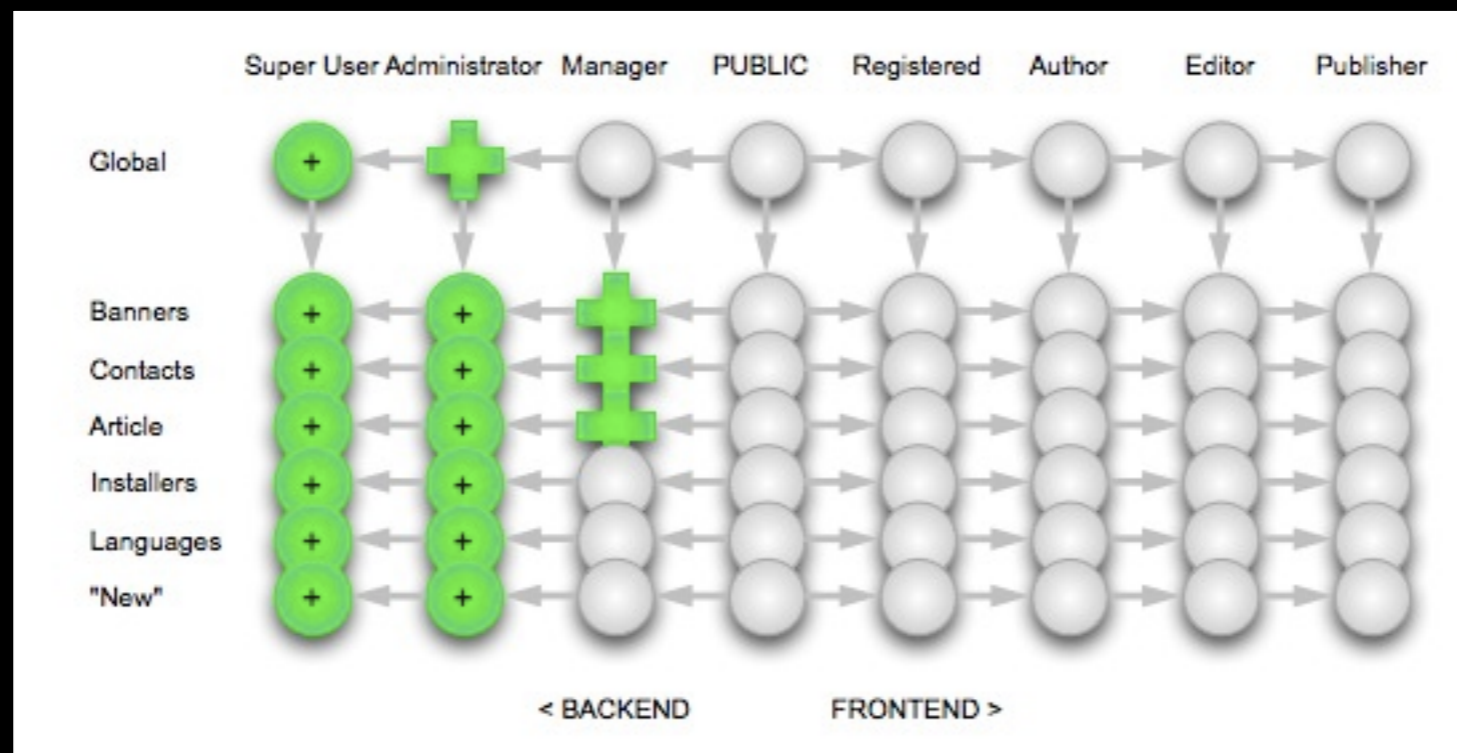 Super User Administrator Manager PUBLIC Registered Author Editor Publisher
Global + 
Banners + +
Contacts + +
Article + +
Installers + +
Languages + +
"New" + +
< BACKEND FRONTEND >